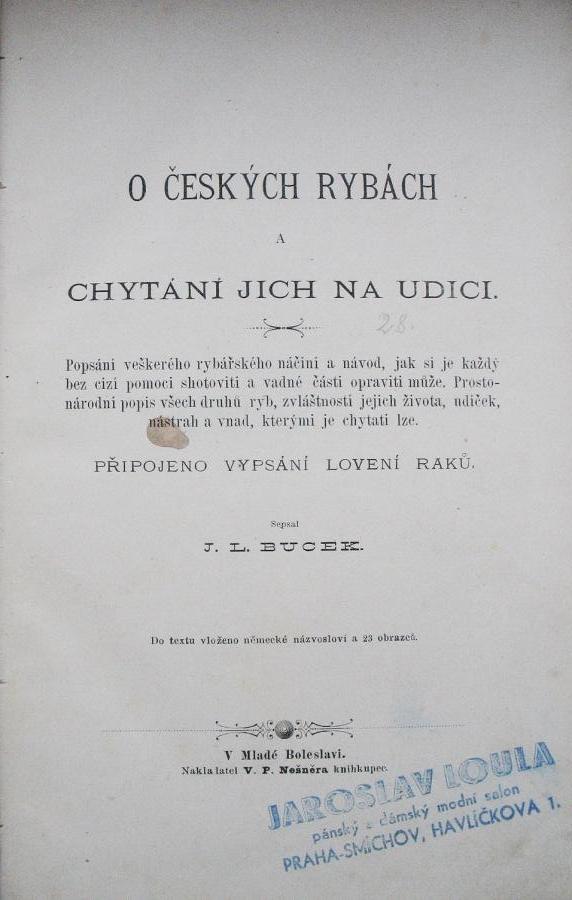 O ČESKÝCH RYBÁCH
A
CHYTÁNÍ JICH NA UDICI.
28.
Popsání veškerého rybářského náčiní a návod, jak si je každý
bez cizí pomoci shotoviti a vadné části opraviti může. Prosto-
národní popis všech druhů ryb, zvláštností jejich života, udiček,
nástrah a vnad, kterými je chytati lze.
PŘIPOJENO VYPSÁNÍ LOVENÍ RAKŮ.
Sepsal
J. L. BUCEK.
Do textu vloženo německé názvosloví a 23 obrazců.
V Mladé Boleslavi.
Nakladatel V. P. Nešněra knihkupec.
JAROSLAV LOULA
pánský a dámský modní salon
PRAHA-SMÍCHOV, HAVLÍČKOVA 1.